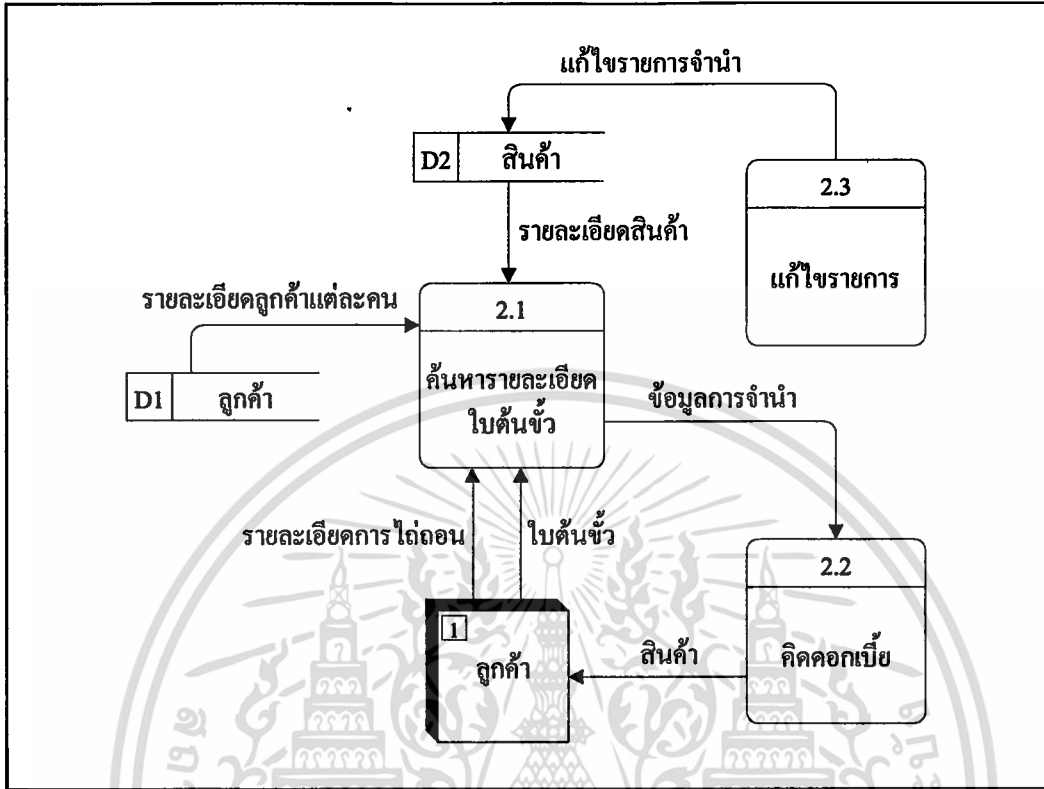 แก้ไขรายการจำนำ
D2 สินค้า
2.3
แก้ไขรายการ
รายละเอียดสินค้า
รายละเอียดลูกค้าแต่ละคน
2.1
ค้นหารายละเอียด
ใบต้นขั้ว
D1 ลูกค้า
ข้อมูลการจำนำ
รายละเอียดการไถ่ถอน
ใบต้นขั้ว
2.2
คิดดอกเบี้ย
1
ลูกค้า
สินค้า